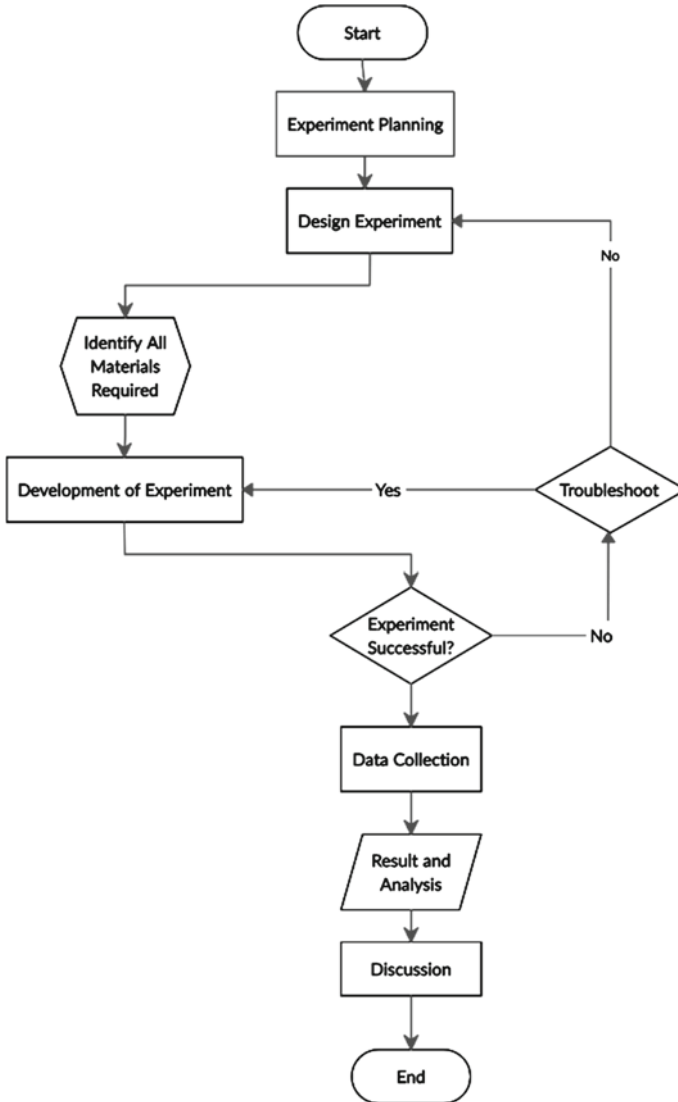 Start
Experiment Planning
Design Experiment
No
Identify All
Materials
Required
Development of Experiment
Yes
Troubleshoot
Experiment
Successful?
No
Data Collection
Result and
Analysis
Discussion
End